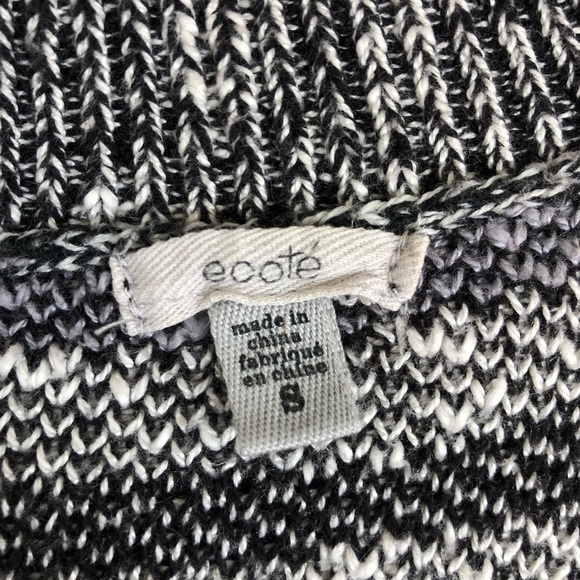 ecoté
made in
china
fabriqué
en chine
S